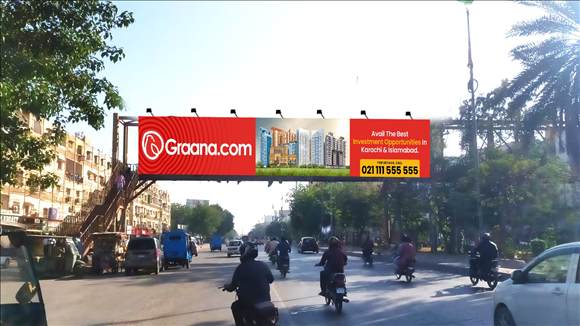 Graana.com
Avail The Best
Investment Opportunities in
Karachi & Islamabad.
021 111 555 555